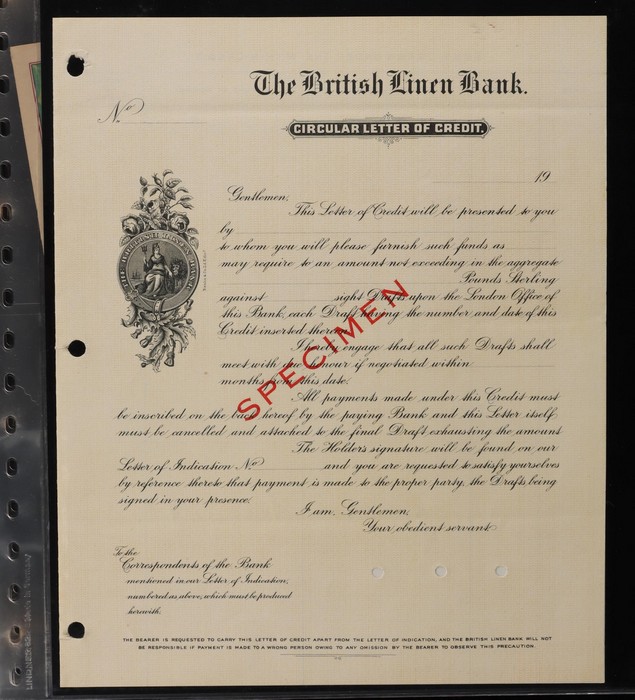 The British Linen Bank.
No
CIRCULAR LETTER OF CREDIT.
19
Gentlemen,
This Letter of Credit will be presented to you
by
to whom you will please furnish such funds as
may require to an amount not exceeding in the aggregate
Pounds Sterling
against sight Drafts upon the London Office of
this Bank, each Draft having the number and date of this
Credit inserted therein.
I hereby engage that all such Drafts shall
meet with due honour if negotiated within
months from this date.
All payments made under this Credit must
be inscribed on the back hereof by the paying Bank and this Letter itself
must be cancelled and attached to the final Draft exhausting the amount
The Holder's signature will be found on our
Letter of Indication No and you are requested to satisfy yourselves
by reference thereto that payment is made to the proper party, the Drafts being
signed in your presence.
I am, Gentlemen,
Your obedient servant
SPECIMEN
To the
Correspondents of the Bank
mentioned in our Letter of Indication,
numbered as above, which must be produced
herewith.
THE BEARER IS REQUESTED TO CARRY THIS LETTER OF CREDIT APART FROM THE LETTER OF INDICATION, AND THE BRITISH LINEN BANK WILL NOT
BE RESPONSIBLE IF PAYMENT IS MADE TO A WRONG PERSON OWING TO ANY OMISSION BY THE BEARER TO OBSERVE THIS PRECAUTION.